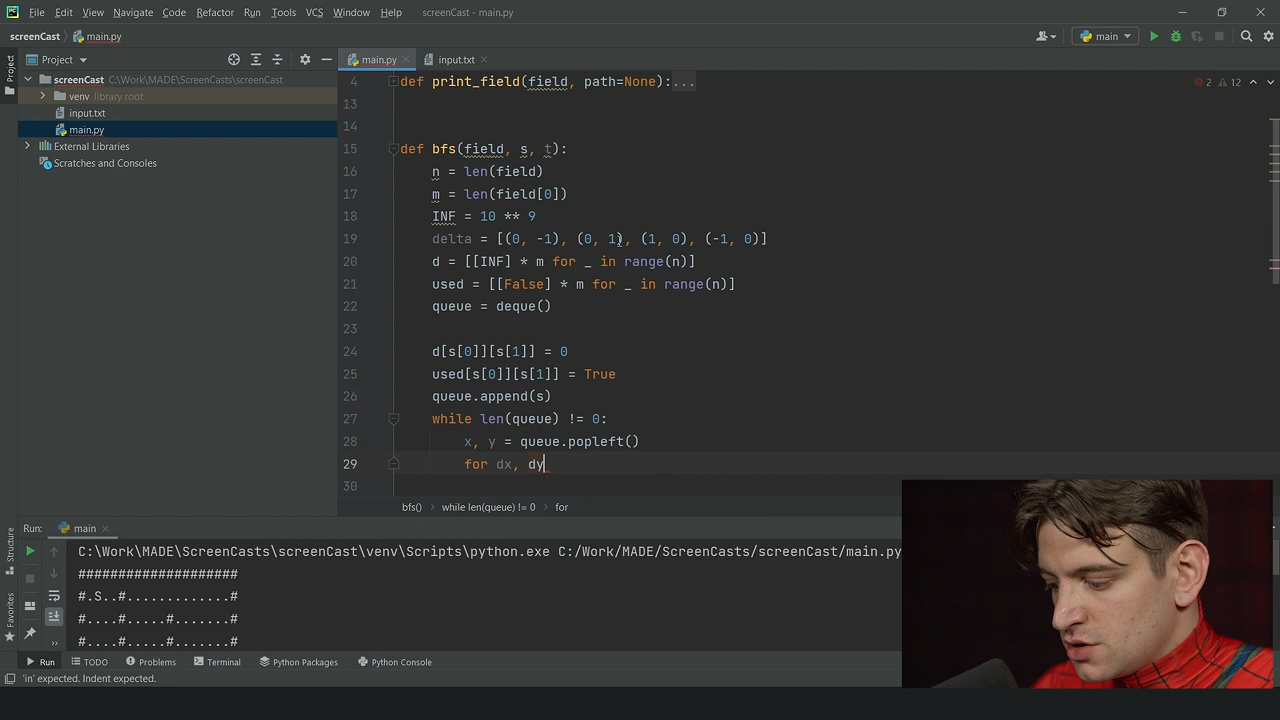 File Edit View Navigate Code Refactor Run Tools VCS Window Help screenCast - main.py
screenCast main.py main
Project main.py input.txt
Project
screenCast C:\Work\MADE\ScreenCasts\screenCast
venv library root
input.txt
main.py
External Libraries
Scratches and Consoles
2 12
4 def print_field(field, path=None):...
13
14
15 def bfs(field, s, t):
16 n = len(field)
17 m = len(field[0])
18 INF = 10 ** 9
19 delta = [(0, -1), (0, 1), (1, 0), (-1, 0)]
20 d = [[INF] * m for _ in range(n)]
21 used = [[False] * m for _ in range(n)]
22 queue = deque()
23
24 d[s[0]][s[1]] = 0
25 used[s[0]][s[1]] = True
26 queue.append(s)
27 while len(queue) != 0:
28 x, y = queue.popleft()
29 for dx, dy
30
bfs() while len(queue) != 0 for
Structure
Favorites
Run: main
C:\Work\MADE\ScreenCasts\screenCast\venv\Scripts\python.exe C:/Work/MADE/ScreenCasts/screenCast/main.py
####################
#.S..#.............#
#....#.....#.......#
#....#.....#.......#
Run TODO Problems Terminal Python Packages Python Console
'in' expected. Indent expected.